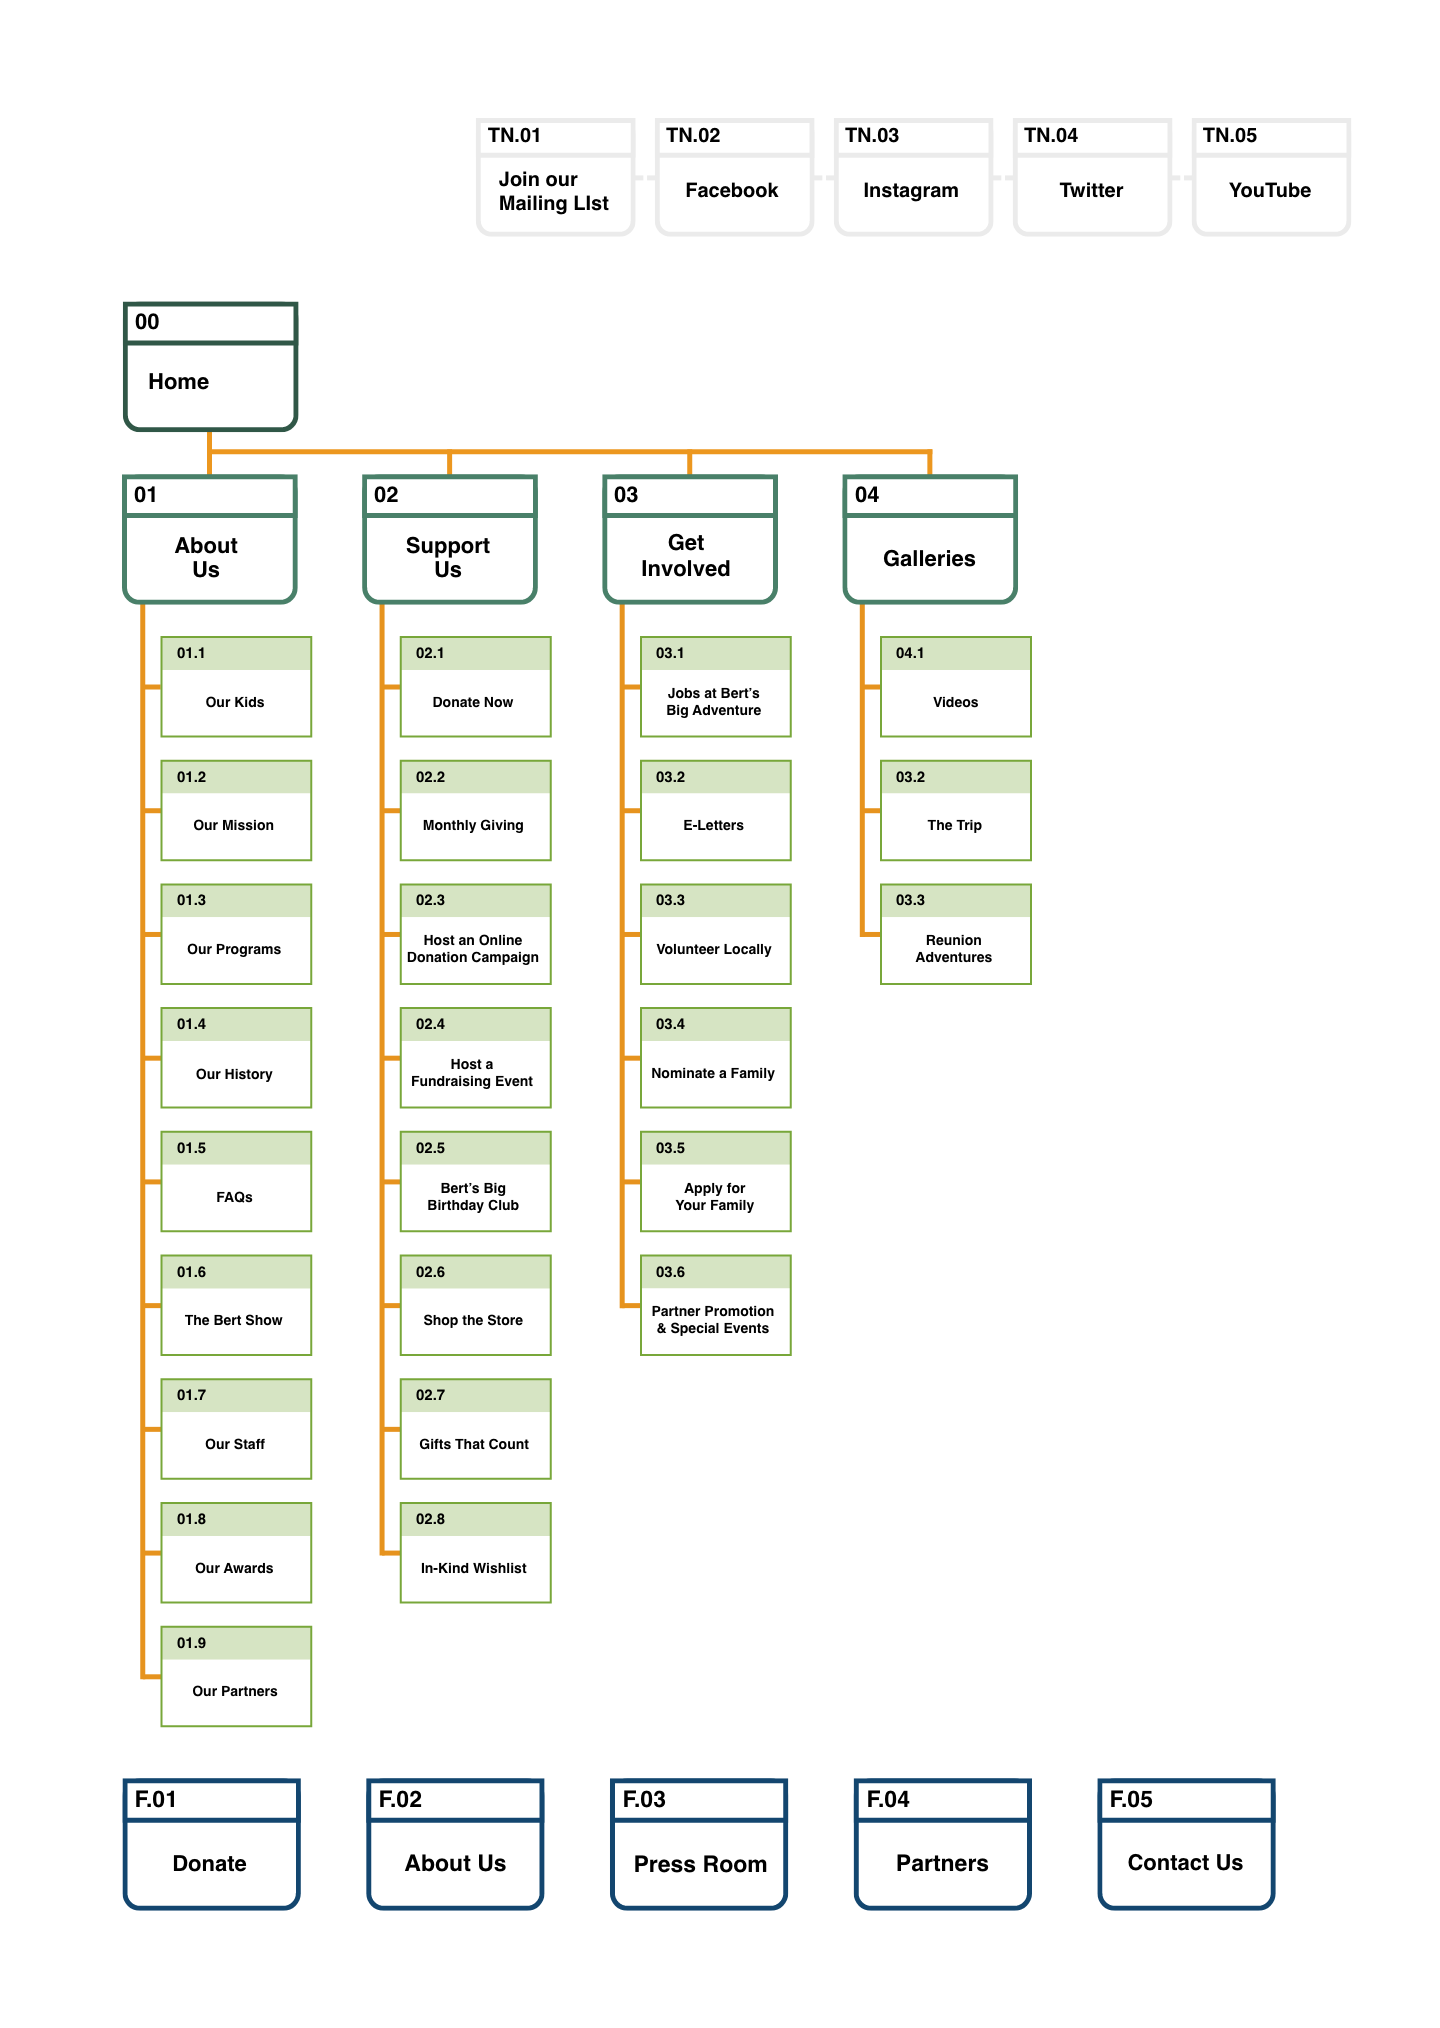 TN.01
Join our
Mailing LIst
TN.02
Facebook
TN.03
Instagram
TN.04
Twitter
TN.05
YouTube
00
Home
01
About
Us
02
Support
Us
03
Get
Involved
04
Galleries
01.1
Our Kids
01.2
Our Mission
01.3
Our Programs
01.4
Our History
01.5
FAQs
01.6
The Bert Show
01.7
Our Staff
01.8
Our Awards
01.9
Our Partners
02.1
Donate Now
02.2
Monthly Giving
02.3
Host an Online
Donation Campaign
02.4
Host a
Fundraising Event
02.5
Bert’s Big
Birthday Club
02.6
Shop the Store
02.7
Gifts That Count
02.8
In-Kind Wishlist
03.1
Jobs at Bert’s
Big Adventure
03.2
E-Letters
03.3
Volunteer Locally
03.4
Nominate a Family
03.5
Apply for
Your Family
03.6
Partner Promotion
& Special Events
04.1
Videos
03.2
The Trip
03.3
Reunion
Adventures
F.01
Donate
F.02
About Us
F.03
Press Room
F.04
Partners
F.05
Contact Us